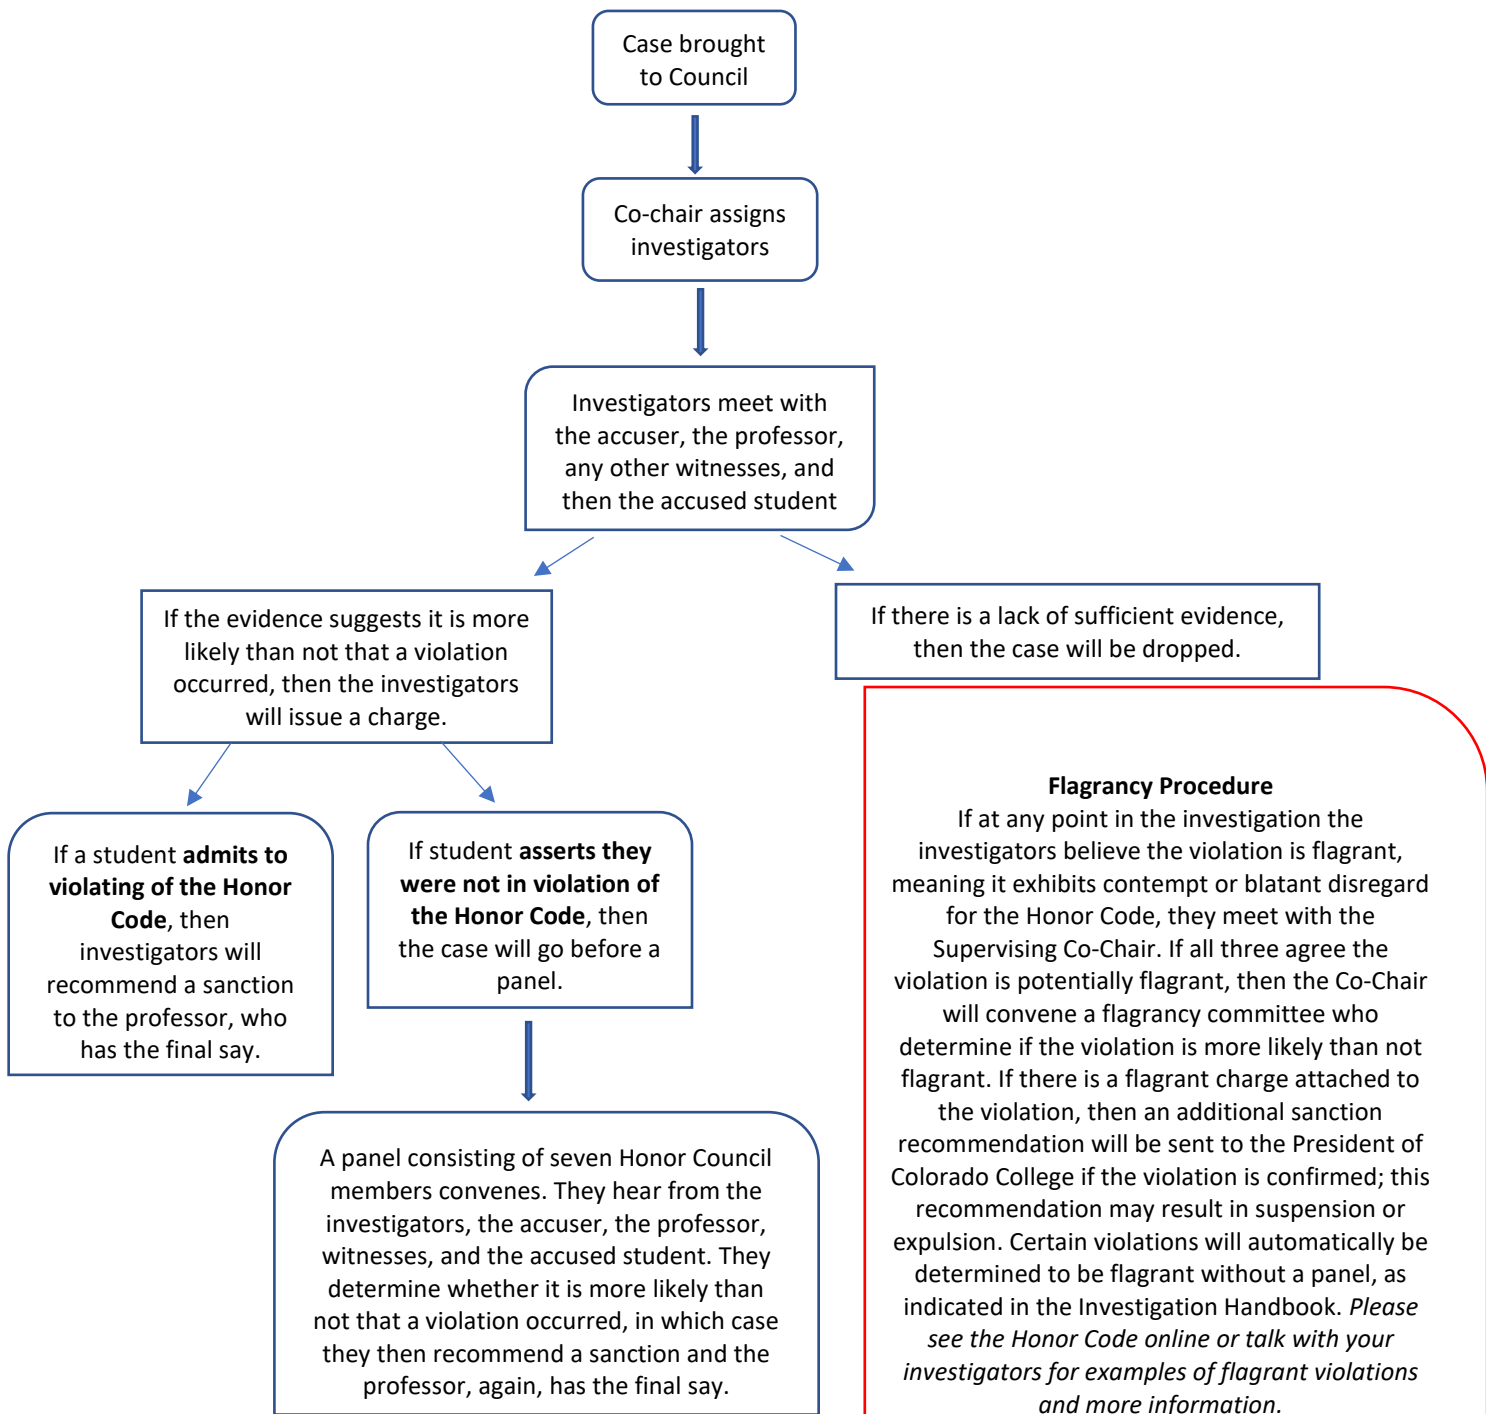 Case brought
to Council
Co-chair assigns
investigators
Investigators meet with
the accuser, the professor,
any other witnesses, and
then the accused student
If the evidence suggests it is more
likely than not that a violation
occurred, then the investigators
will issue a charge.
If there is a lack of sufficient evidence,
then the case will be dropped.
If a student admits to
violating of the Honor
Code, then
investigators will
recommend a sanction
to the professor, who
has the final say.
If student asserts they
were not in violation of
the Honor Code, then
the case will go before a
panel.
A panel consisting of seven Honor Council
members convenes. They hear from the
investigators, the accuser, the professor,
witnesses, and the accused student. They
determine whether it is more likely than
not that a violation occurred, in which case
they then recommend a sanction and the
professor, again, has the final say.
Flagrancy Procedure
If at any point in the investigation the
investigators believe the violation is flagrant,
meaning it exhibits contempt or blatant disregard
for the Honor Code, they meet with the
Supervising Co-Chair. If all three agree the
violation is potentially flagrant, then the Co-Chair
will convene a flagrancy committee who
determine if the violation is more likely than not
flagrant. If there is a flagrant charge attached to
the violation, then an additional sanction
recommendation will be sent to the President of
Colorado College if the violation is confirmed; this
recommendation may result in suspension or
expulsion. Certain violations will automatically be
determined to be flagrant without a panel, as
indicated in the Investigation Handbook. Please
see the Honor Code online or talk with your
investigators for examples of flagrant violations
and more information.